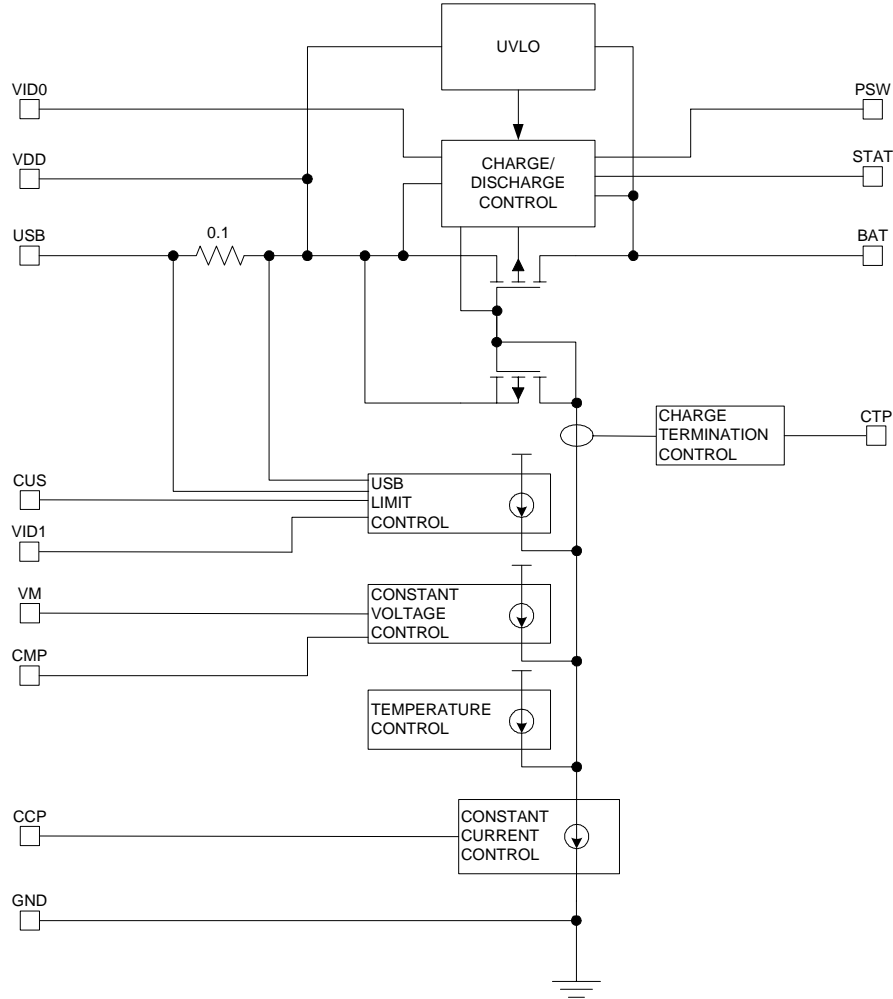 UVLO
VID0
PSW
CHARGE/
DISCHARGE
CONTROL
VDD
STAT
USB
0.1
BAT
CHARGE
TERMINATION
CONTROL
CTP
CUS
USB
LIMIT
CONTROL
VID1
VM
CONSTANT
VOLTAGE
CONTROL
CMP
TEMPERATURE
CONTROL
CCP
CONSTANT
CURRENT
CONTROL
GND